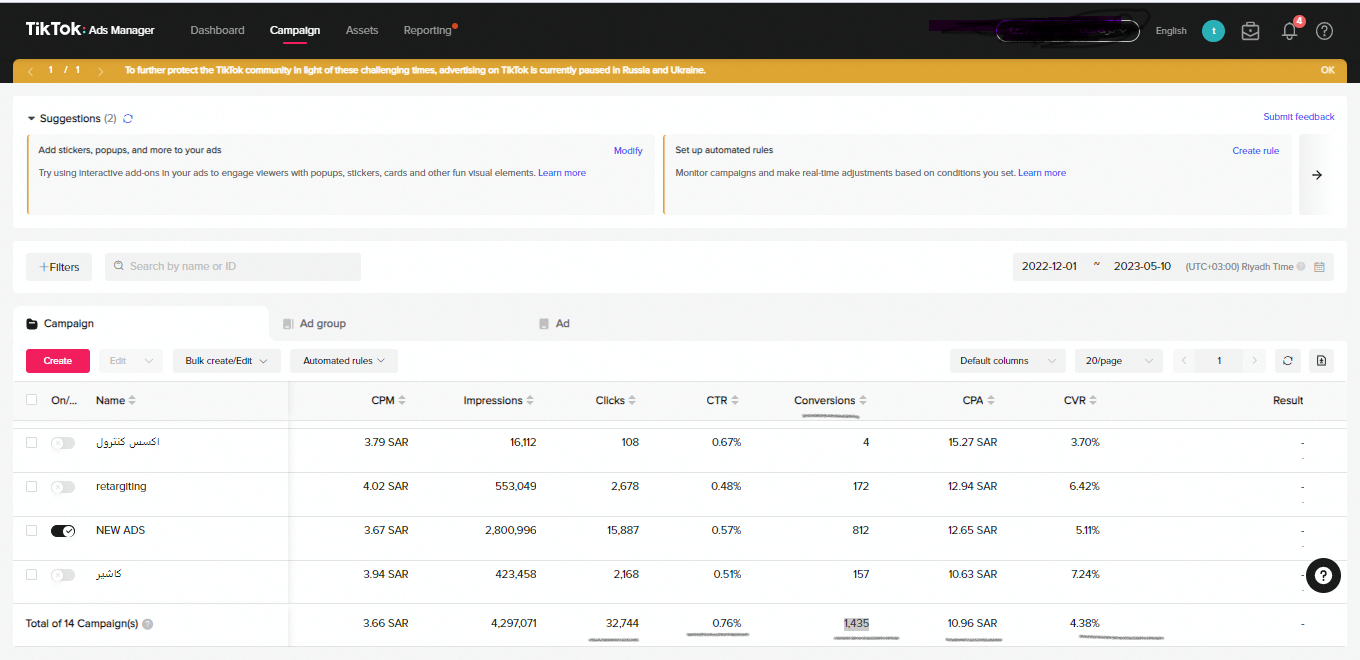 TikTok: Ads Manager Dashboard Campaign Assets Reporting English t 4 ?
1 / 1 To further protect the TikTok community in light of these challenging times, advertising on TikTok is currently paused in Russia and Ukraine. OK
Suggestions (2) Submit feedback
Add stickers, popups, and more to your ads Modify
Try using interactive add-ons in your ads to engage viewers with popups, stickers, cards and other fun visual elements. Learn more
Set up automated rules Create rule
Monitor campaigns and make real-time adjustments based on conditions you set. Learn more
+Filters Search by name or ID 2022-12-01 ~ 2023-05-10 (UTC+03:00) Riyadh Time
Campaign Ad group Ad
Create Edit Bulk create/Edit Automated rules Default columns 20/page 1
On/... Name CPM Impressions Clicks CTR Conversions CPA CVR Result
اكسس كنترول 3.79 SAR 16,112 108 0.67% 4 15.27 SAR 3.70% -
-
retargiting 4.02 SAR 553,049 2,678 0.48% 172 12.94 SAR 6.42% -
-
NEW ADS 3.67 SAR 2,800,996 15,887 0.57% 812 12.65 SAR 5.11% -
-
كاشير 3.94 SAR 423,458 2,168 0.51% 157 10.63 SAR 7.24% -
?
Total of 14 Campaign(s) ? 3.66 SAR 4,297,071 32,744 0.76% 1,435 10.96 SAR 4.38% -